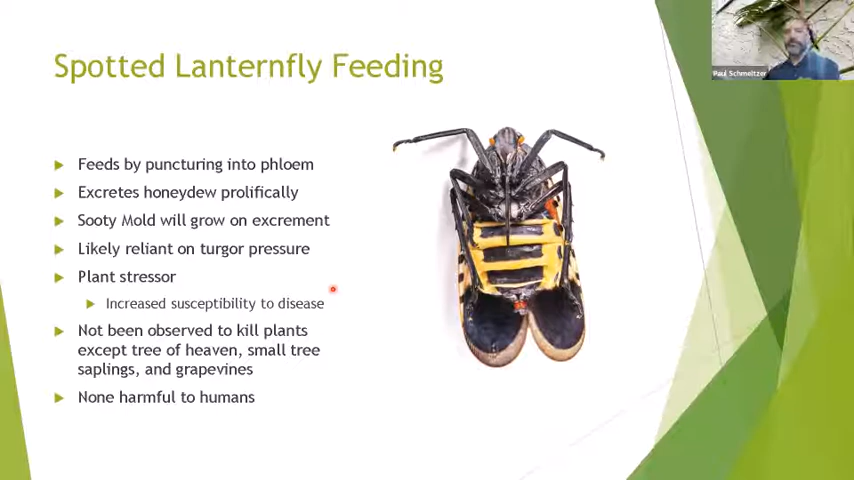 Spotted Lanternfly Feeding
Paul Schmeltzer
Feeds by puncturing into phloem
Excretes honeydew prolifically
Sooty Mold will grow on excrement
Likely reliant on turgor pressure
Plant stressor
Increased susceptibility to disease
Not been observed to kill plants
except tree of heaven, small tree
saplings, and grapevines
None harmful to humans